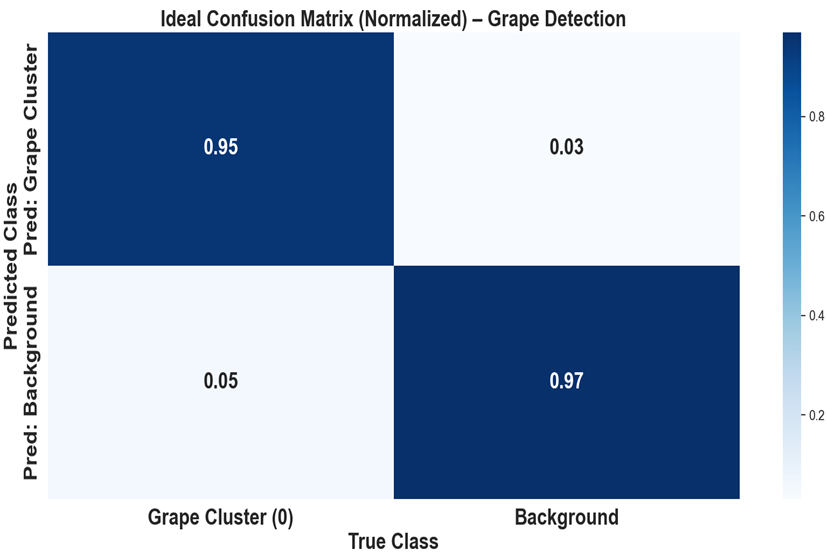 Ideal Confusion Matrix (Normalized) – Grape Detection
Predicted Class
Pred: Grape Cluster
Pred: Background
0.95
0.03
0.05
0.97
Grape Cluster (0)
Background
True Class
0.8
0.6
0.4
0.2